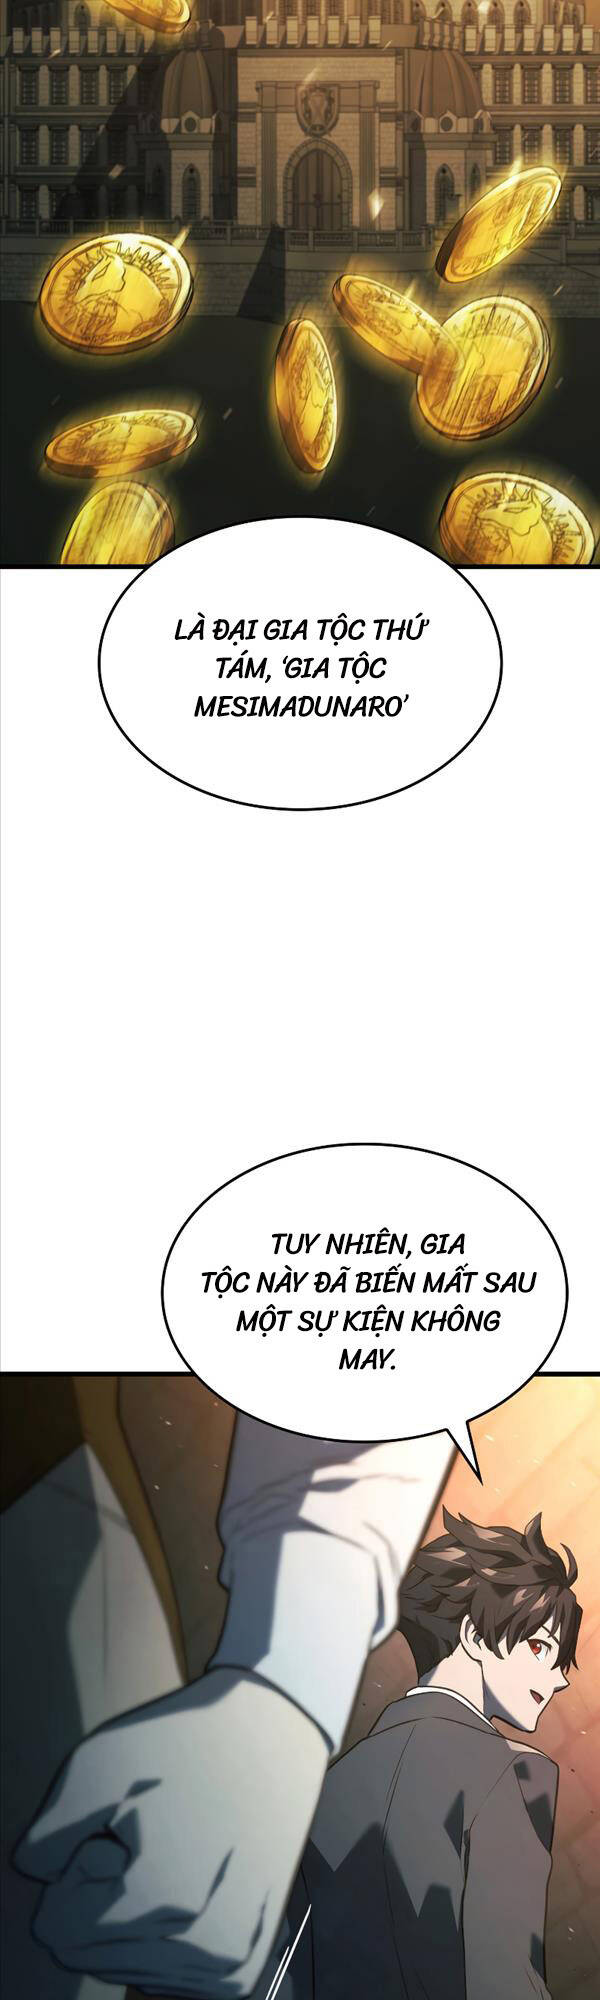 LÀ ĐẠI GIA TỘC THỨ
TÁM, ‘GIA TỘC
MESIMADUNARO’
TUY NHIÊN, GIA
TỘC NÀY ĐÃ BIẾN MẤT SAU
MỘT SỰ KIỆN KHÔNG
MAY.